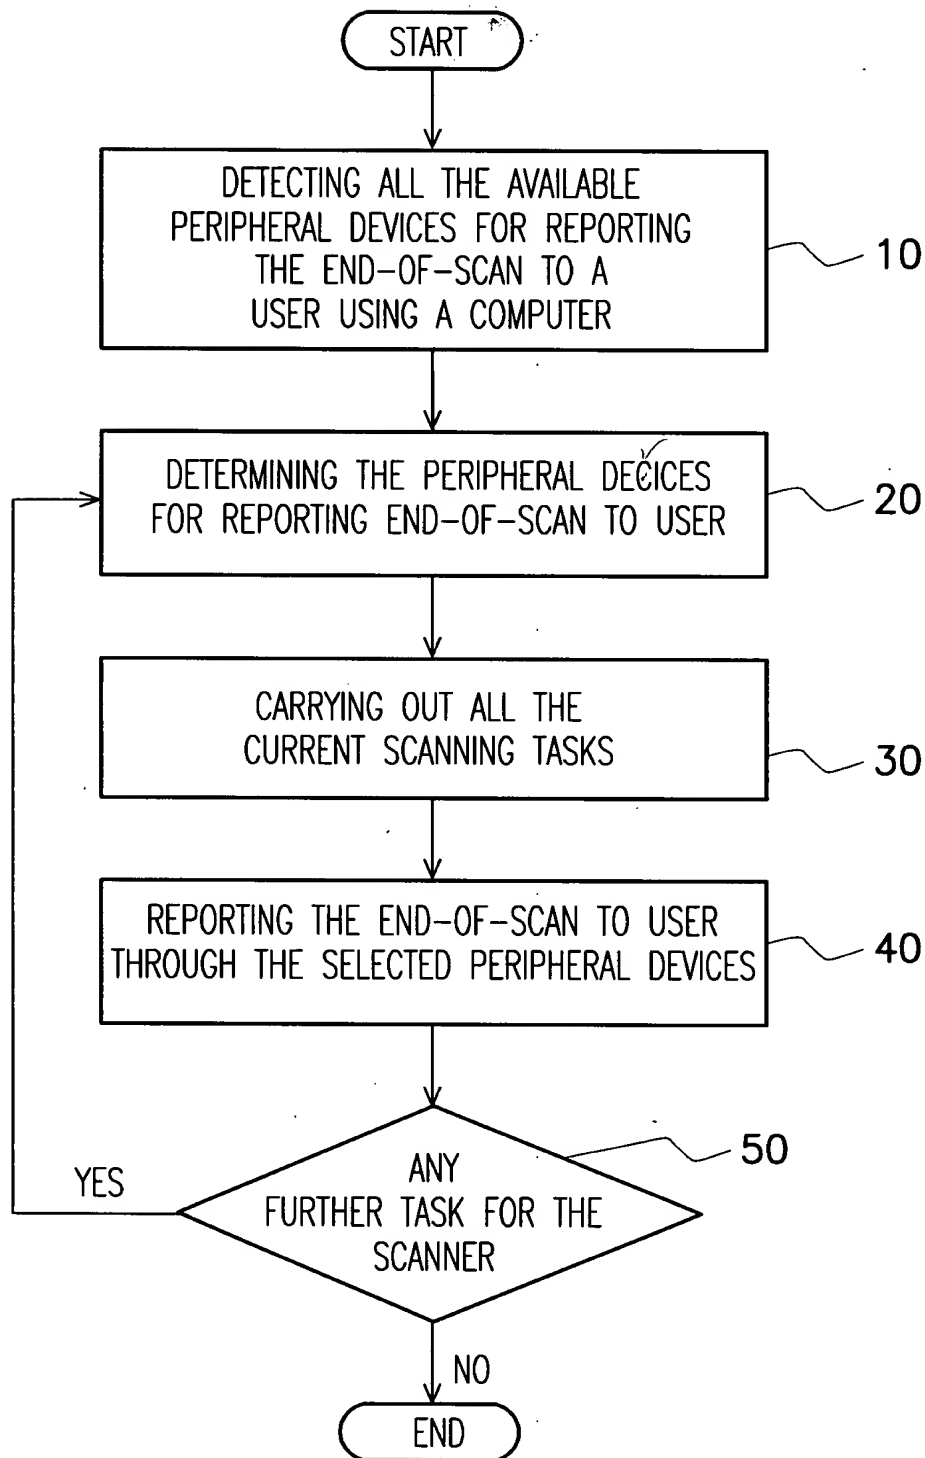 START
DETECTING ALL THE AVAILABLE
PERIPHERAL DEVICES FOR REPORTING
THE END-OF-SCAN TO A
USER USING A COMPUTER
10
DETERMINING THE PERIPHERAL DECICES
FOR REPORTING END-OF-SCAN TO USER
20
CARRYING OUT ALL THE
CURRENT SCANNING TASKS
30
REPORTING THE END-OF-SCAN TO USER
THROUGH THE SELECTED PERIPHERAL DEVICES
40
50
ANY
FURTHER TASK FOR THE
SCANNER
YES
NO
END